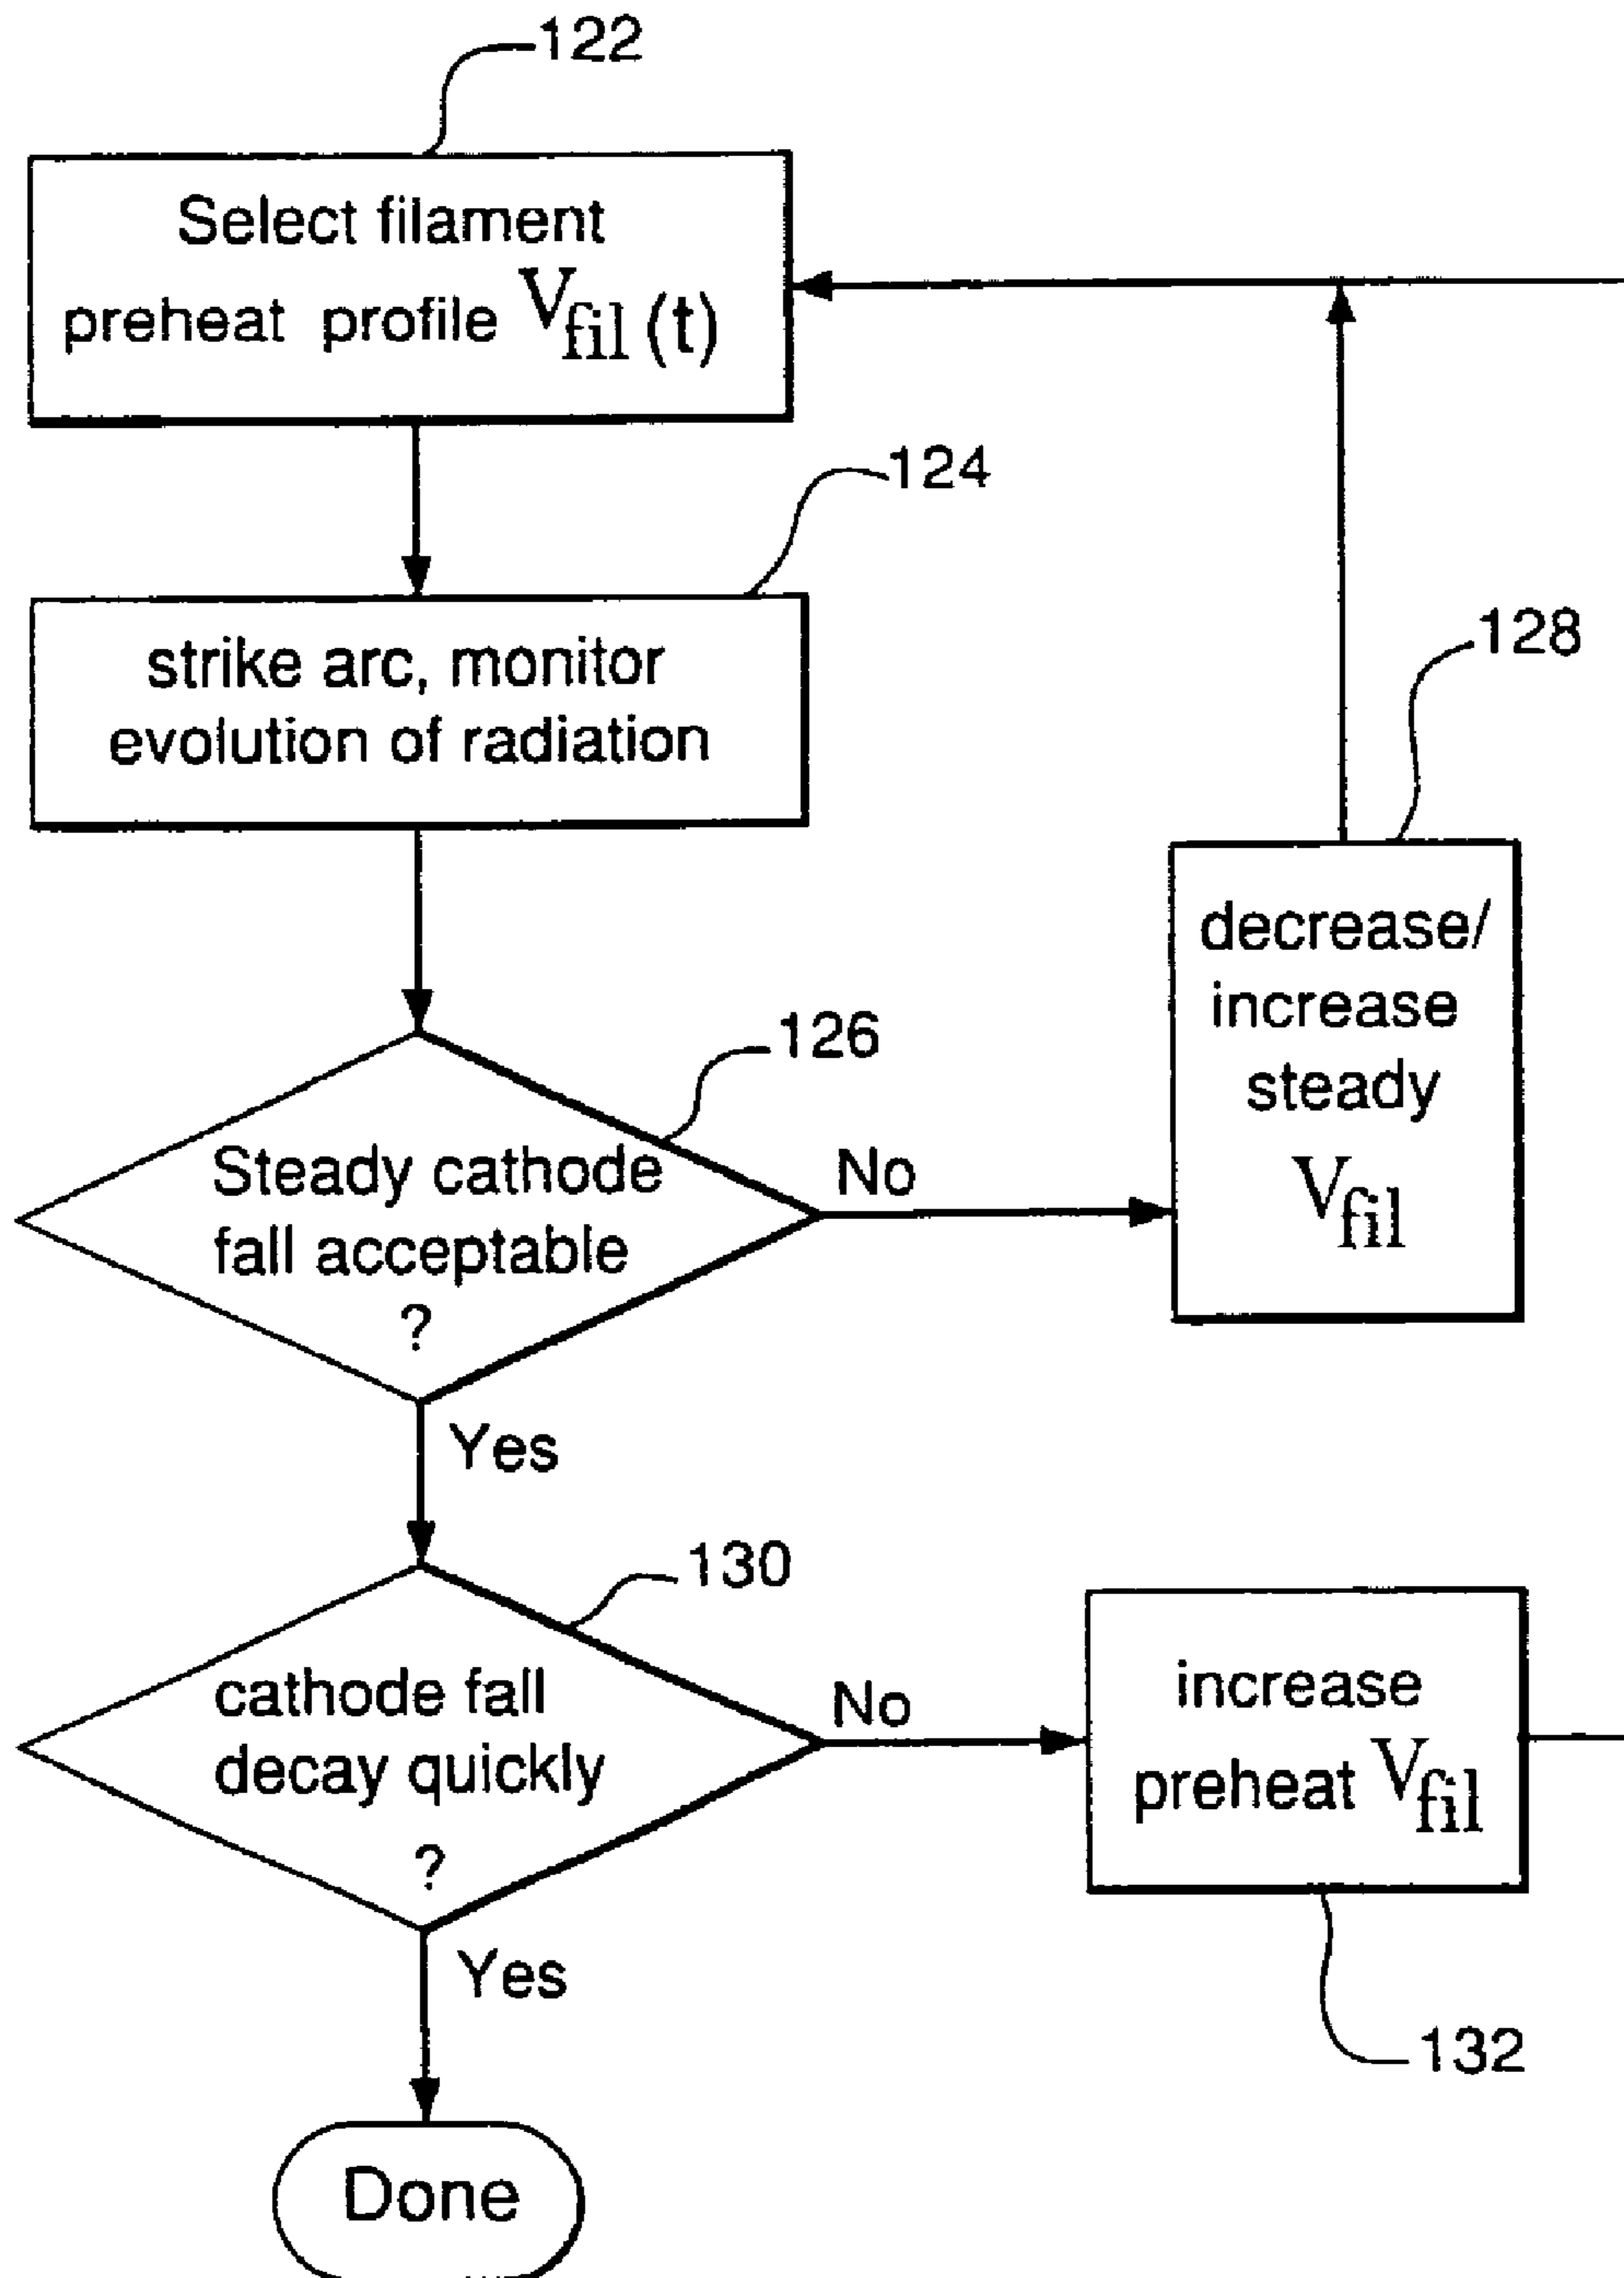 122
Select filament
preheat profile Vfil (t)
124
strike arc, monitor
evolution of radiation
128
decrease/
increase
steady
Vfil
126
Steady cathode
fall acceptable
?
No
Yes
130
cathode fall
decay quickly
?
No
increase
preheat Vfil
132
Yes
Done